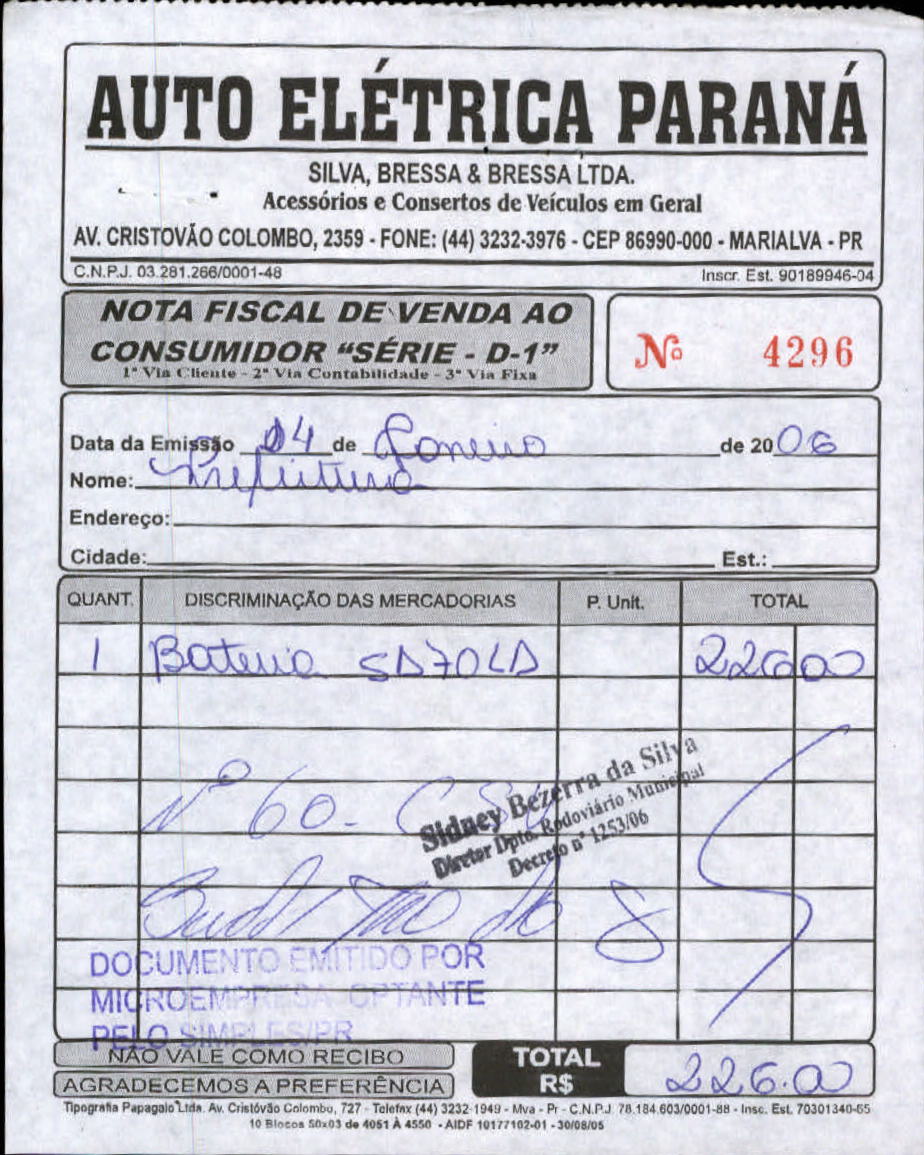 AUTO ELÉTRICA PARANÁ
SILVA, BRESSA & BRESSA LTDA.
Acessórios e Consertos de Veículos em Geral
AV. CRISTOVÃO COLOMBO, 2359 - FONE: (44) 3232-3976 - CEP 86990-000 - MARIALVA - PR
C.N.P.J. 03.281.266/0001-48 Inscr. Est. 90189946-04
NOTA FISCAL DE VENDA AO
CONSUMIDOR “SÉRIE - D-1”
1ª Via Cliente - 2ª Via Contabilidade - 3ª Via Fixa
Nº 4296
Data da Emissão 04 de Janeiro de 2006
Nome: Prefeitura
Endereço:
Cidade: Est.:
QUANT. DISCRIMINAÇÃO DAS MERCADORIAS P. Unit. TOTAL
1 Bateria SD70LD 226 00
Nº 60-
Sidney Bezerra da Silva
Diretor Dpto. Rodoviário Municipal
Decreto nº 1253/06
DOCUMENTO EMITIDO POR
MICROEMPRESA OPTANTE
PELO SIMPLES/PR
NÃO VALE COMO RECIBO
AGRADECEMOS A PREFERÊNCIA
TOTAL R$ 226.00
Tipografia Papagaio Ltda. Av. Cristóvão Colombo, 727 - Telefax (44) 3232-1949 - Mva - Pr - C.N.P.J. 78.184.603/0001-88 - Insc. Est. 70301340-55
10 Blocos 50x03 de 4051 À 4550 - AIDF 10177102-01 - 30/08/05